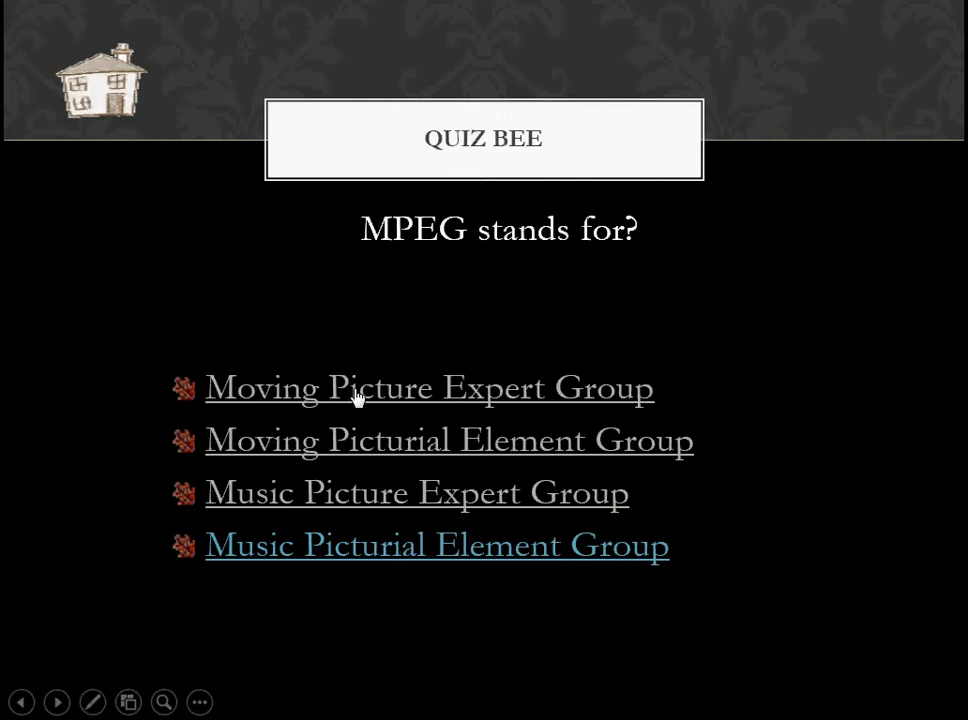 QUIZ BEE
MPEG stands for?
Moving Picture Expert Group
Moving Picturial Element Group
Music Picture Expert Group
Music Picturial Element Group